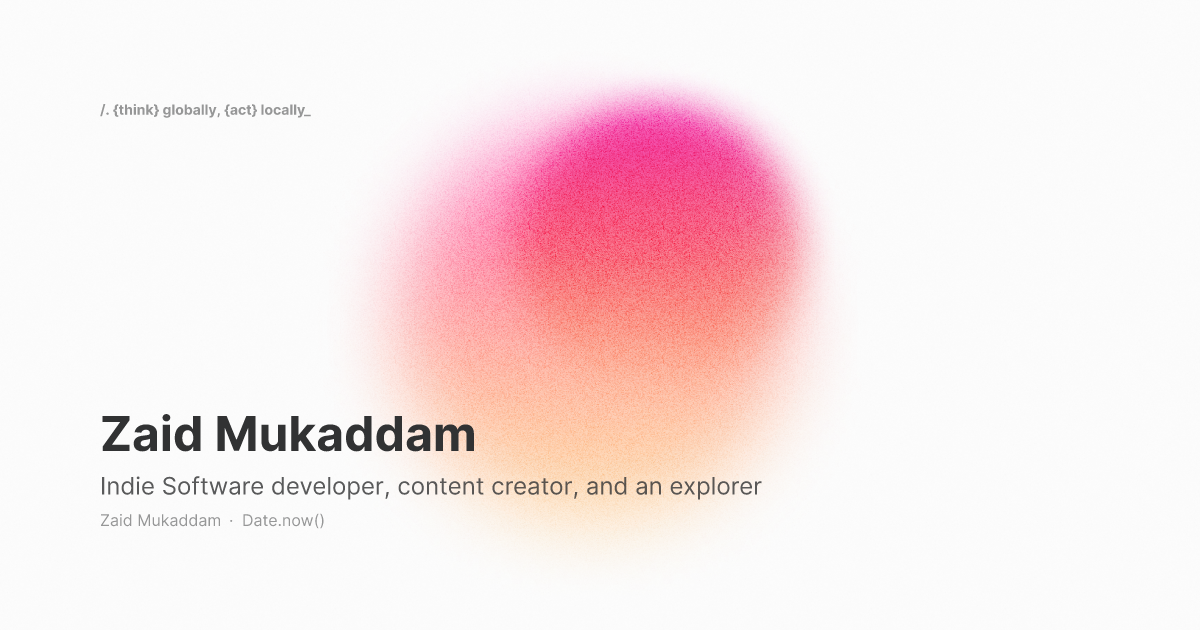 /. {think} globally, {act} locally_
Zaid Mukaddam
Indie Software developer, content creator, and an explorer
Zaid Mukaddam · Date.now()